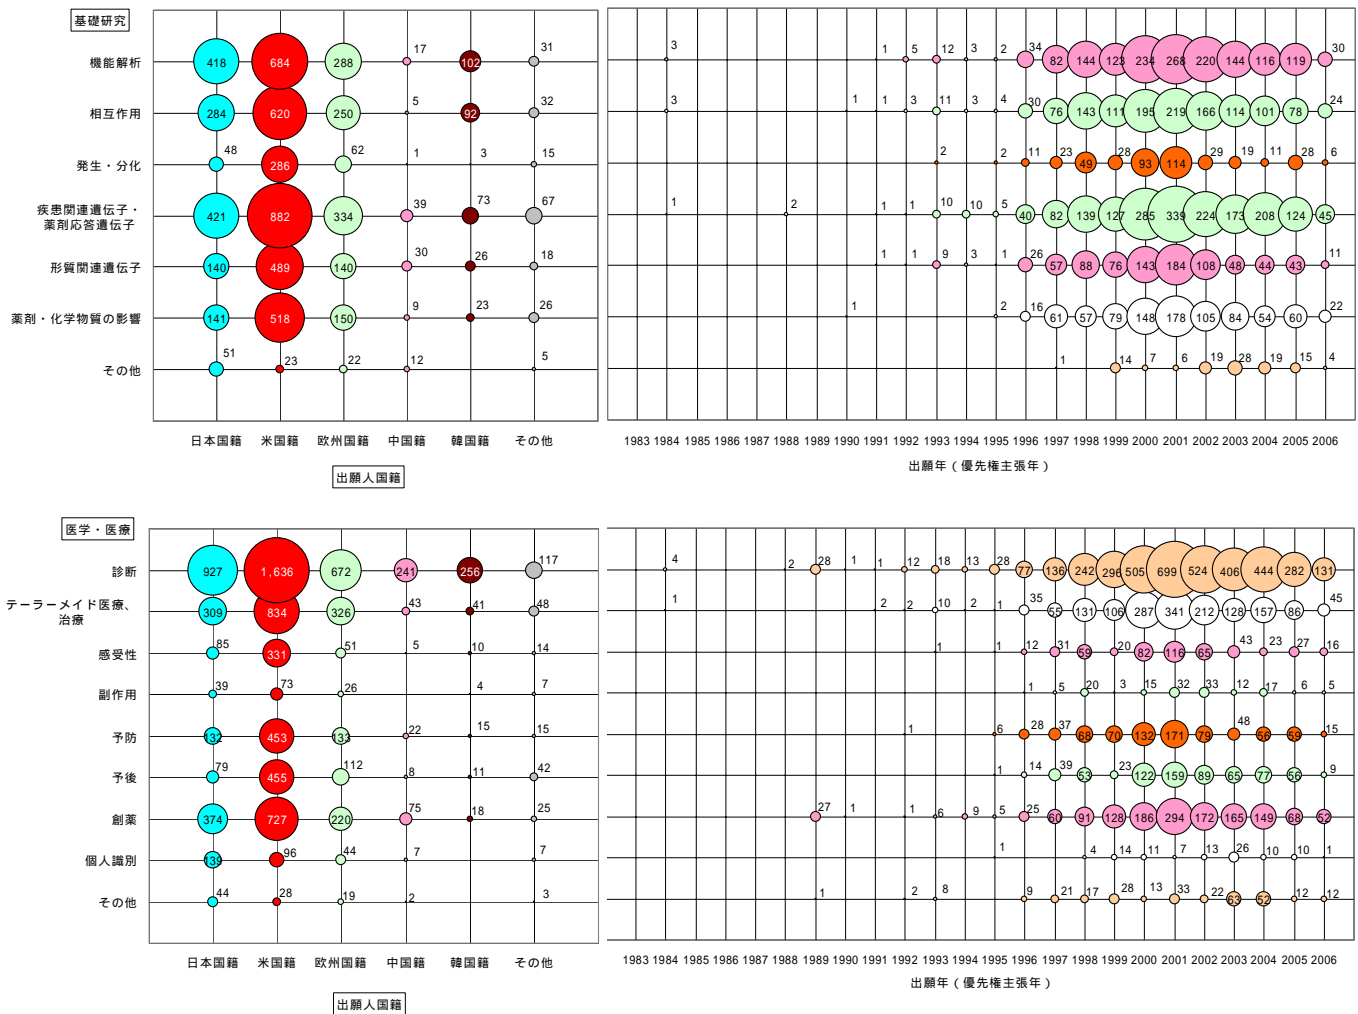 基礎研究
機能解析 418 684 288 17 102 31 3 1 5 12 3 2 34 82 144 123 234 268 220 144 116 119 30
相互作用 284 620 250 5 92 32 3 1 1 3 11 3 4 30 76 143 111 195 219 166 114 101 78 24
発生・分化 48 286 62 1 3 15 2 2 11 23 49 28 93 114 29 19 11 28 6
疾患関連遺伝子・
薬剤応答遺伝子 421 882 334 39 73 67 1 2 1 1 10 10 5 40 82 139 127 285 339 224 173 208 124 45
形質関連遺伝子 140 489 140 30 26 18 1 1 9 3 1 26 57 88 76 143 184 108 48 44 43 11
薬剤・化学物質の影響 141 518 150 9 23 26 1 2 16 61 57 79 148 178 105 84 54 60 22
その他 51 23 22 12 5 1 14 7 6 19 28 19 15 4
日本国籍 米国籍 欧州国籍 中国籍 韓国籍 その他
1983 1984 1985 1986 1987 1988 1989 1990 1991 1992 1993 1994 1995 1996 1997 1998 1999 2000 2001 2002 2003 2004 2005 2006
出願人国籍
出願年（優先権主張年）
医学・医療
診断 927 1,636 672 241 256 117 4 2 28 1 1 12 18 13 28 77 136 242 296 505 699 524 406 444 282 131
テーラーメイド医療、
治療 309 834 326 43 41 48 1 2 2 10 2 1 35 55 131 106 287 341 212 128 157 86 45
感受性 85 331 51 5 10 14 1 1 12 31 59 20 82 116 65 43 23 27 16
副作用 39 73 26 4 7 1 5 20 3 15 32 33 12 17 6 5
予防 132 453 133 22 15 15 1 6 28 37 68 70 132 171 79 48 56 59 15
予後 79 455 112 8 11 42 1 14 39 53 23 122 159 89 65 77 56 9
創薬 374 727 220 75 18 25 27 1 1 6 9 5 25 60 91 128 186 294 172 165 149 68 52
個人識別 139 96 44 7 7 1 4 14 11 7 13 26 10 10 1
その他 44 28 19 2 3 1 2 8 9 21 17 28 13 33 22 63 52 12 12
日本国籍 米国籍 欧州国籍 中国籍 韓国籍 その他
1983 1984 1985 1986 1987 1988 1989 1990 1991 1992 1993 1994 1995 1996 1997 1998 1999 2000 2001 2002 2003 2004 2005 2006
出願年（優先権主張年）
出願人国籍